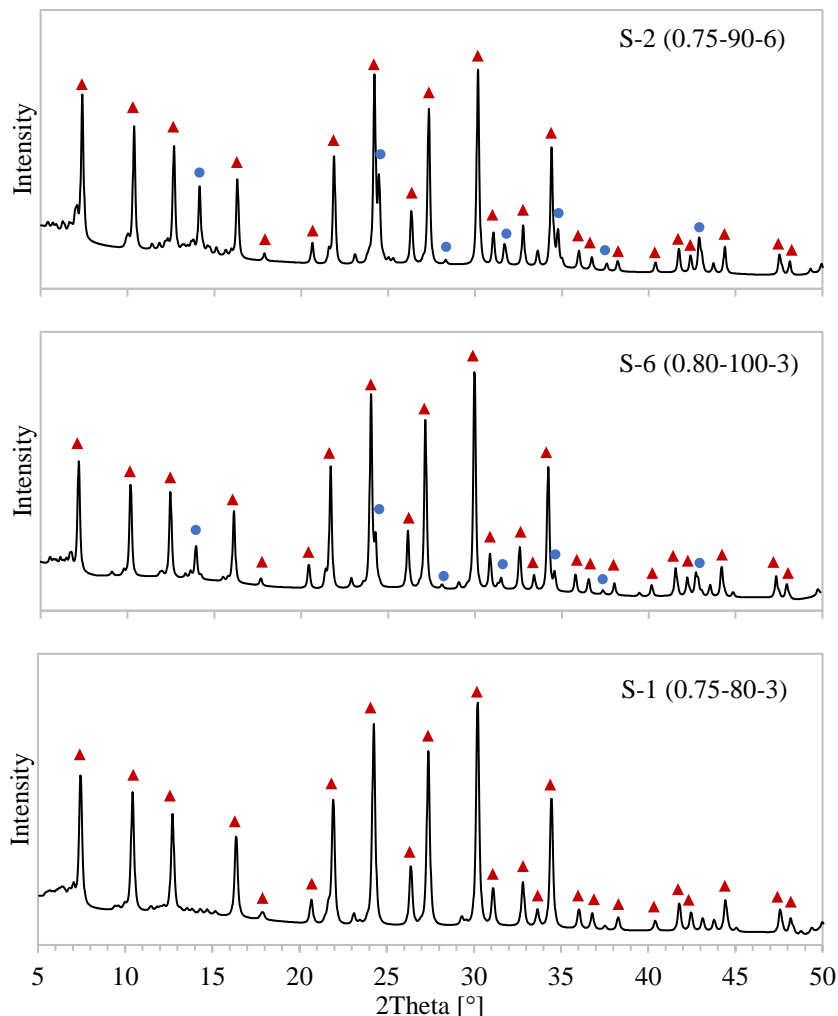 S-2 (0.75-90-6)
Intensity
S-6 (0.80-100-3)
Intensity
S-1 (0.75-80-3)
Intensity
5 10 15 20 25 30 35 40 45 50
2Theta [°]